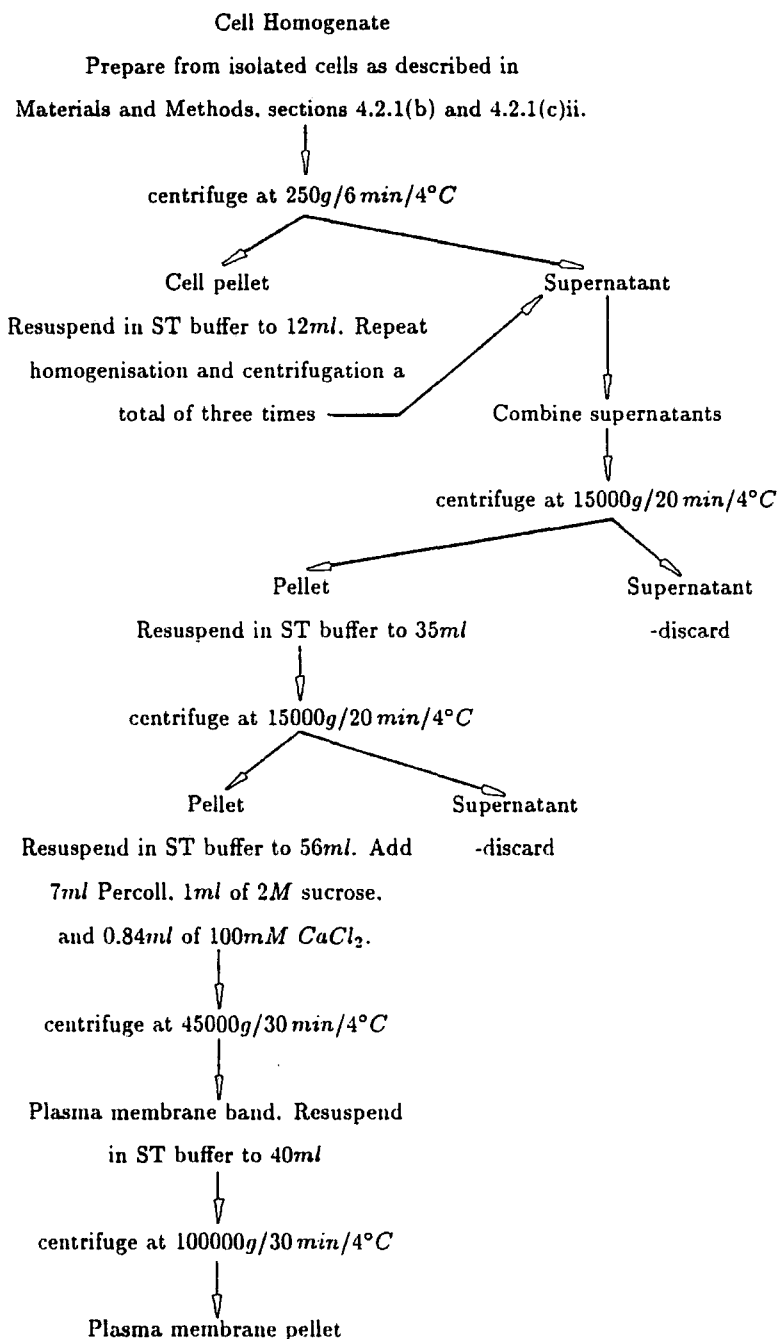 Cell Homogenate
Prepare from isolated cells as described in
Materials and Methods, sections 4.2.1(b) and 4.2.1(c)ii.
centrifuge at 250g/6 min/4°C
Cell pellet
Resuspend in ST buffer to 12ml. Repeat
homogenisation and centrifugation a
total of three times
Supernatant
Combine supernatants
centrifuge at 15000g/20 min/4°C
Pellet
Resuspend in ST buffer to 35ml
Supernatant
-discard
centrifuge at 15000g/20 min/4°C
Pellet
Resuspend in ST buffer to 56ml. Add
7ml Percoll, 1ml of 2M sucrose,
and 0.84ml of 100mM CaCl₂.
Supernatant
-discard
centrifuge at 45000g/30 min/4°C
Plasma membrane band. Resuspend
in ST buffer to 40ml
centrifuge at 100000g/30 min/4°C
Plasma membrane pellet